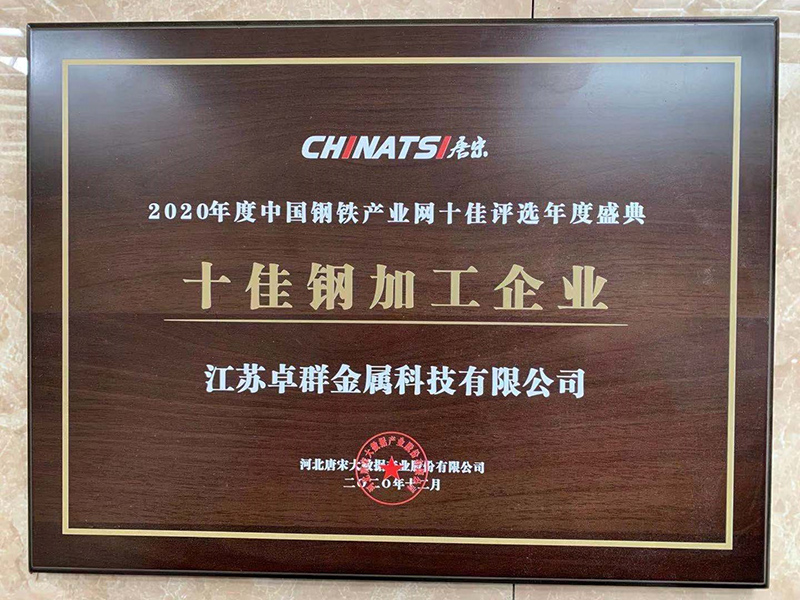 CHINATSI唐宋
2020年度中国钢铁产业网十佳评选年度盛典
十佳钢加工企业
江苏卓群金属科技有限公司
河北唐宋大数据产业股份有限公司
二〇二〇年十二月